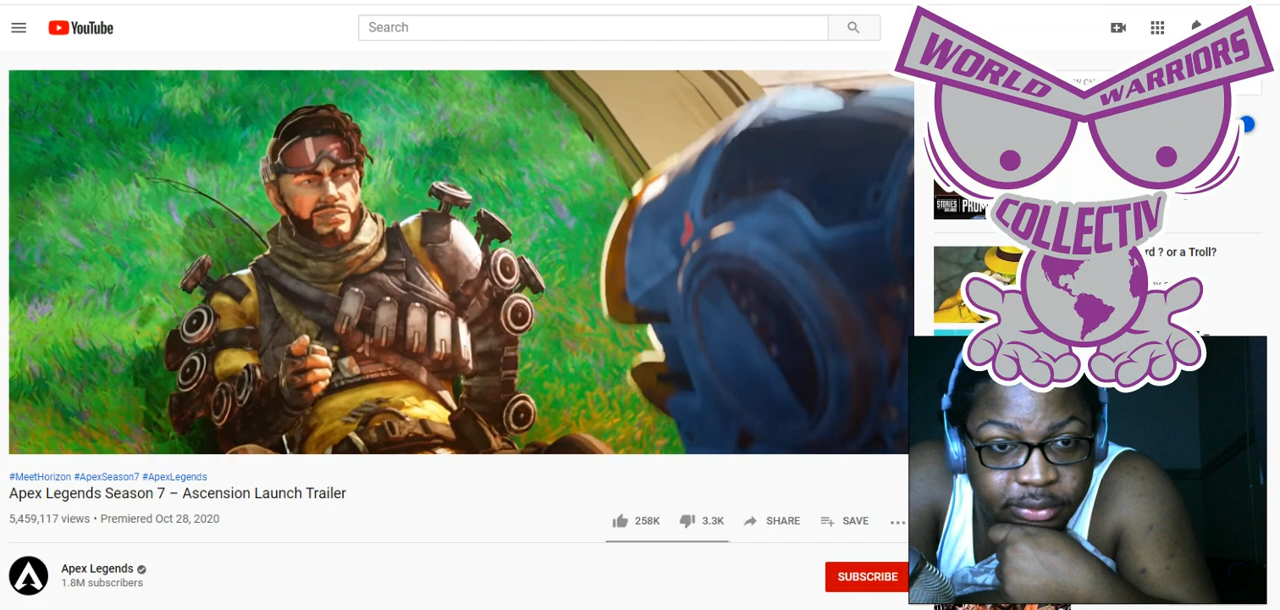 YouTube
Search
WORLD WARRIORS
COLLECTIV
rd ? or a Troll?
#MeetHorizon #ApexSeason7 #ApexLegends
Apex Legends Season 7 – Ascension Launch Trailer
5,459,117 views • Premiered Oct 28, 2020
258K 3.3K SHARE SAVE
Apex Legends
1.8M subscribers
SUBSCRIBE